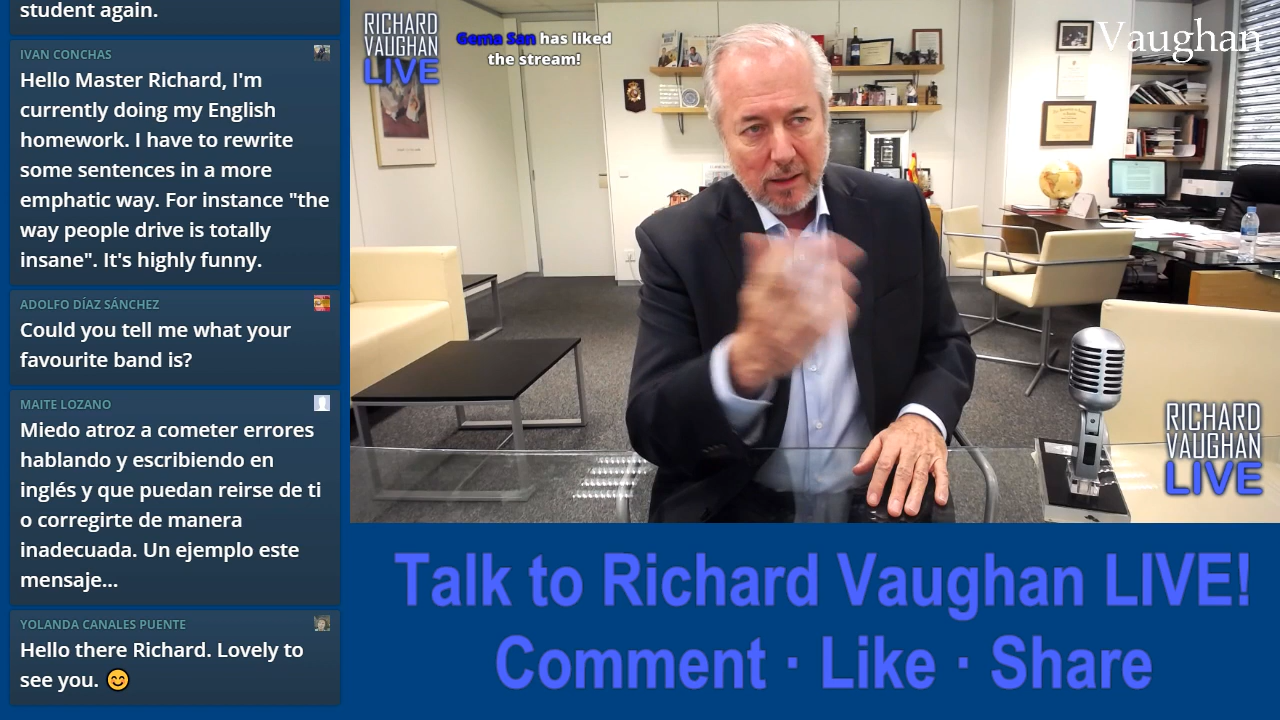 student again.
IVAN CONCHAS
Hello Master Richard, I'm
currently doing my English
homework. I have to rewrite
some sentences in a more
emphatic way. For instance "the
way people drive is totally
insane". It's highly funny.
ADOLFO DÍAZ SÁNCHEZ
Could you tell me what your
favourite band is?
MAITE LOZANO
Miedo atroz a cometer errores
hablando y escribiendo en
inglés y que puedan reirse de ti
o corregirte de manera
inadecuada. Un ejemplo este
mensaje...
YOLANDA CANALES PUENTE
Hello there Richard. Lovely to
see you. 😊
RICHARD
VAUGHAN
LIVE
Gema San has liked
the stream!
Vaughan
RICHARD
VAUGHAN
LIVE
Talk to Richard Vaughan LIVE!
Comment · Like · Share